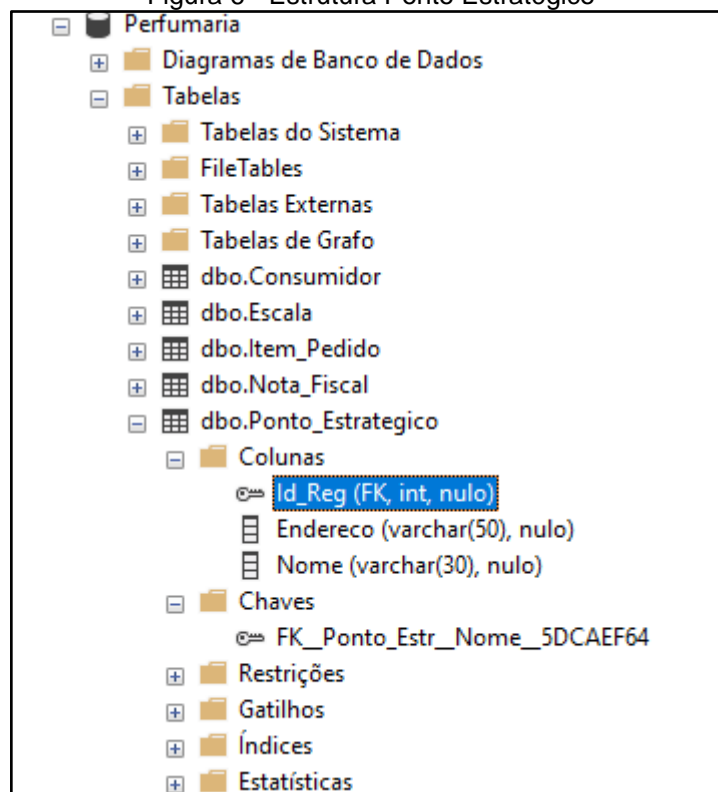 Figura 6 - Estrutura Ponto Estratégico
Perfumaria
Diagramas de Banco de Dados
Tabelas
Tabelas do Sistema
FileTables
Tabelas Externas
Tabelas de Grafo
dbo.Consumidor
dbo.Escala
dbo.Item_Pedido
dbo.Nota_Fiscal
dbo.Ponto_Estrategico
Colunas
Id_Reg (FK, int, nulo)
Endereco (varchar(50), nulo)
Nome (varchar(30), nulo)
Chaves
FK__Ponto_Estr__Nome__5DCAEF64
Restrições
Gatilhos
Índices
Estatísticas